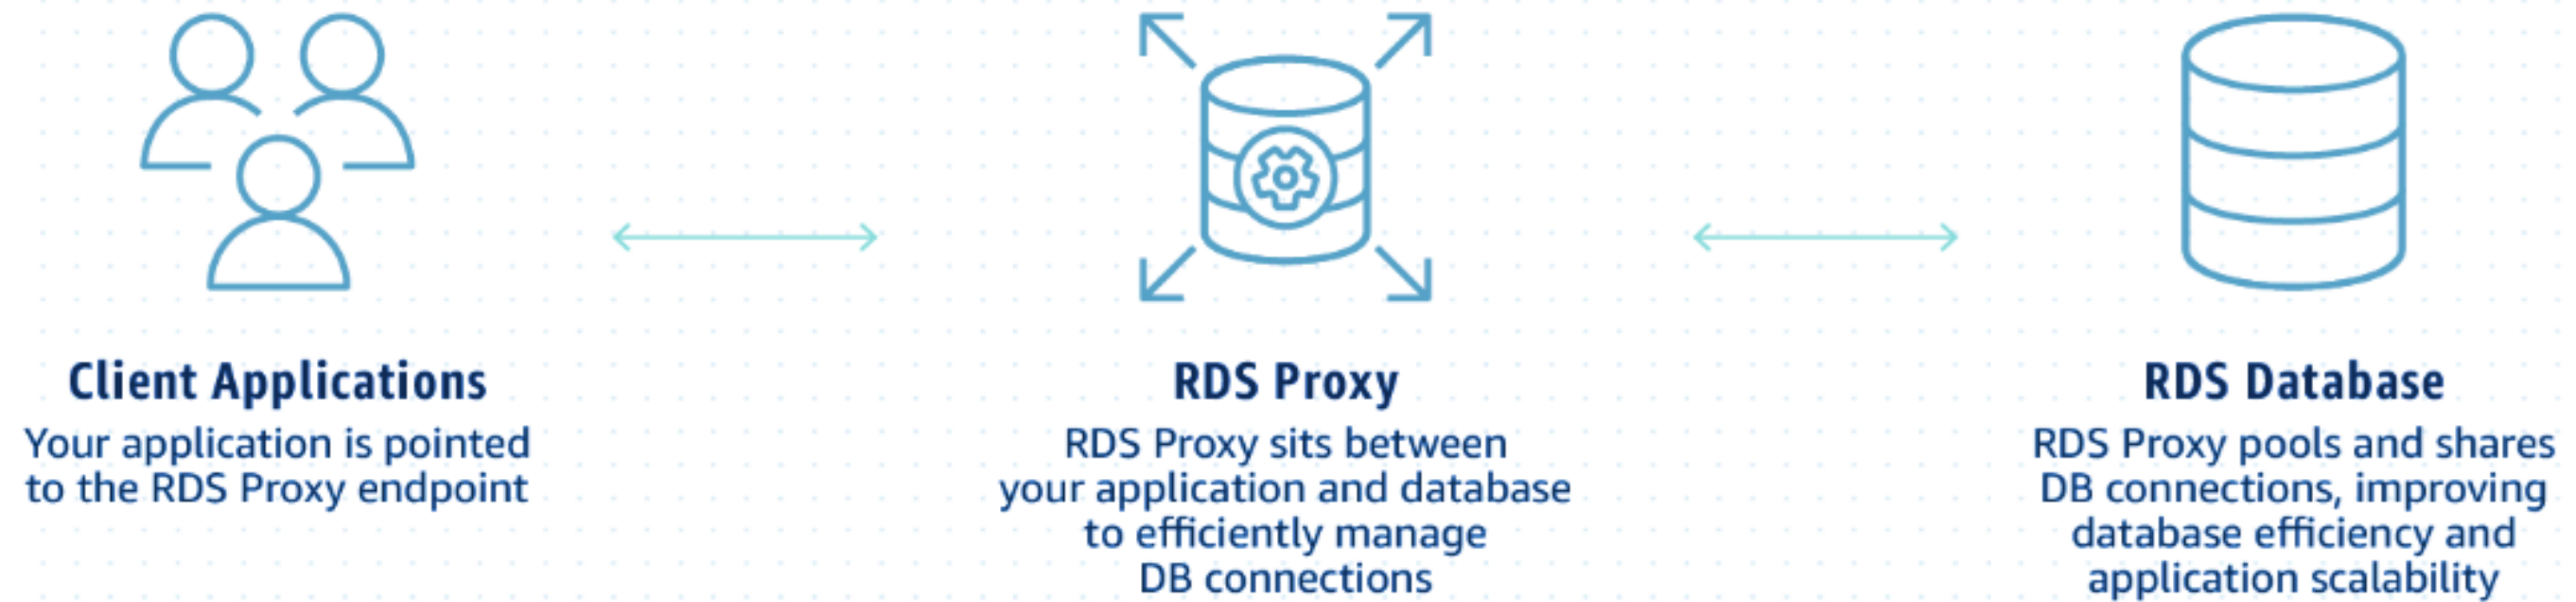 Client Applications
Your application is pointed
to the RDS Proxy endpoint
RDS Proxy
RDS Proxy sits between
your application and database
to efficiently manage
DB connections
RDS Database
RDS Proxy pools and shares
DB connections, improving
database efficiency and
application scalability